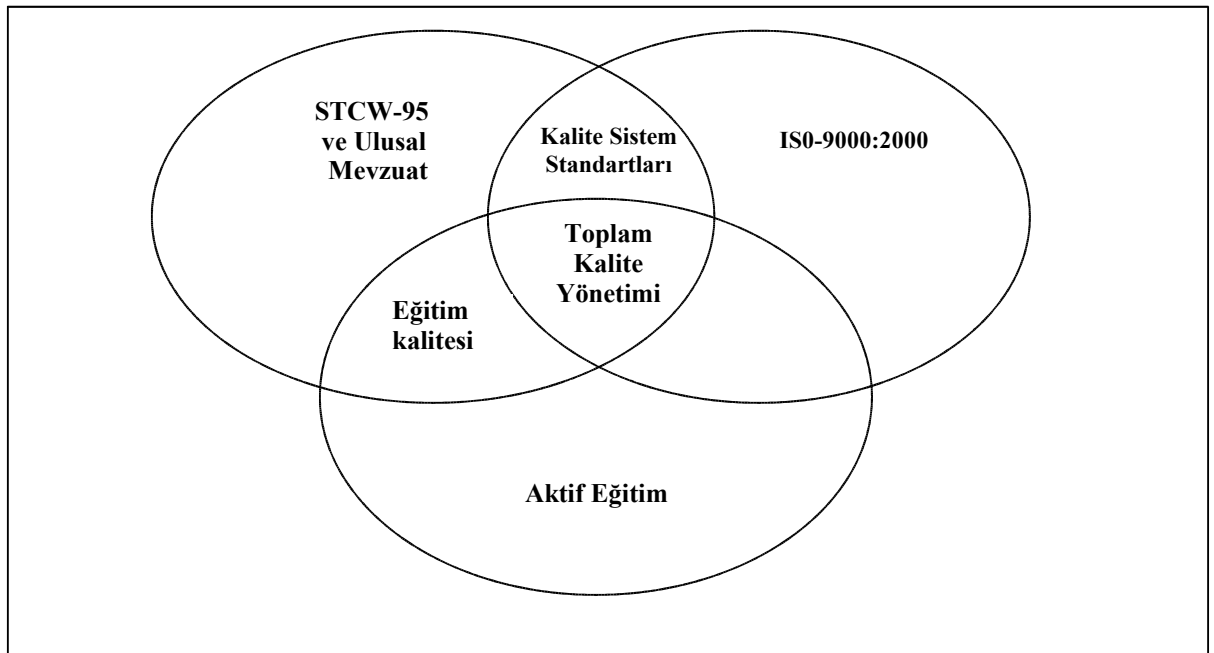 STCW-95
ve Ulusal
Mevzuat
Kalite Sistem
Standartları
IS0-9000:2000
Toplam
Kalite
Yönetimi
Eğitim
kalitesi
Aktif Eğitim